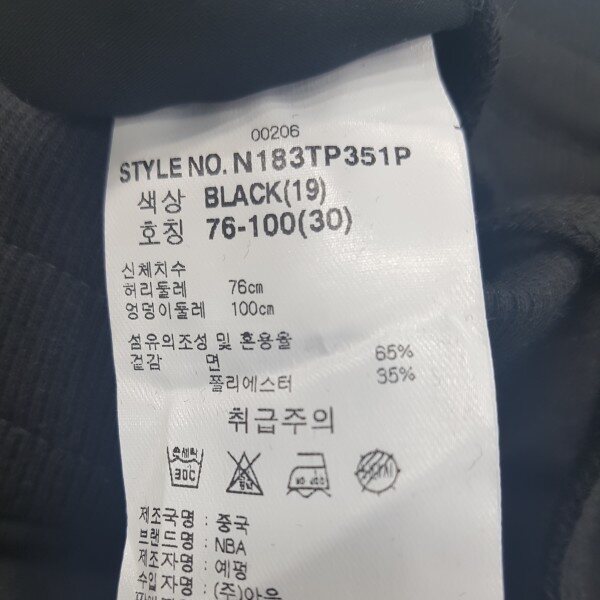 00206
STYLE NO. N183TP351P
색상 BLACK(19)
호칭 76-100(30)
신체치수
허리둘레 76cm
엉덩이둘레 100cm
섬유의조성 및 혼용율
겉감 면 65%
폴리에스터 35%
취급주의
손세탁
30C
제조국명 : 중국
브랜드명 : NBA
제조자명 : 예평
수입자명 : (주)아윤